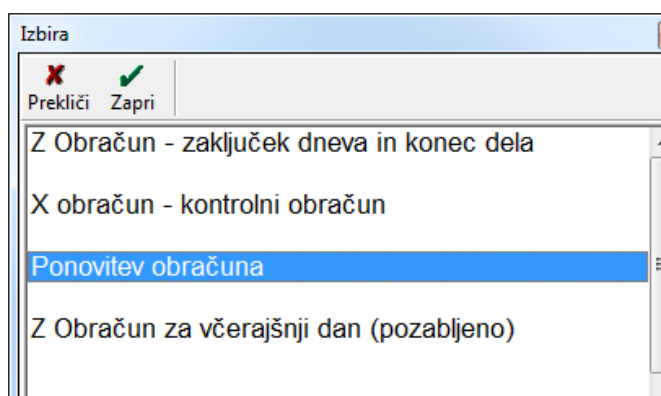 Izbira
Prekliči Zapri
Z Obračun - zaključek dneva in konec dela
X obračun - kontrolni obračun
Ponovitev obračuna
Z Obračun za včerajšnji dan (pozabljeno)